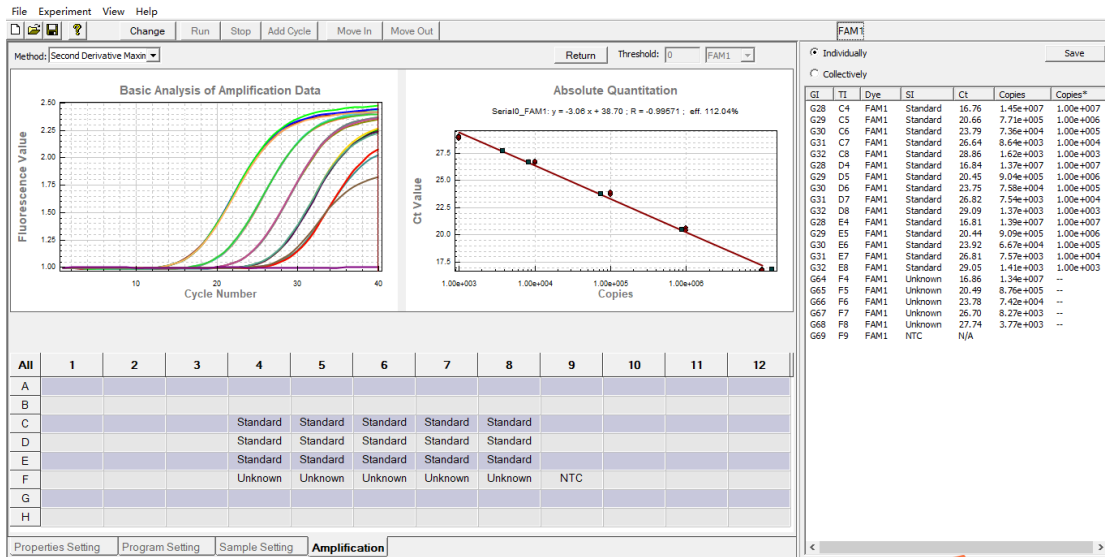 File Experiment View Help
Change Run Stop Add Cycle Move In Move Out
FAM1
Method: Second Derivative Maxin
Return Threshold: 0 FAM1
Individually Save
Collectively
Basic Analysis of Amplification Data
Fluorescence Value
2.50
2.25
2.00
1.75
1.50
1.25
1.00
10 20 30 40
Cycle Number
Absolute Quantitation
Serial0_FAM1: y = -3.06 x + 38.70 ; R = -0.99571 ; eff. 112.04%
Ct Value
27.5
25.0
22.5
20.0
17.5
1.00e+003 1.00e+004 1.00e+005 1.00e+006
Copies
GI TI Dye SI Ct Copies Copies*
G28 C4 FAM1 Standard 16.76 1.45e+007 1.00e+007
G29 C5 FAM1 Standard 20.66 7.71e+005 1.00e+006
G30 C6 FAM1 Standard 23.79 7.36e+004 1.00e+005
G31 C7 FAM1 Standard 26.64 8.64e+003 1.00e+004
G32 C8 FAM1 Standard 28.86 1.62e+003 1.00e+003
G28 D4 FAM1 Standard 16.84 1.37e+007 1.00e+007
G29 D5 FAM1 Standard 20.45 9.04e+005 1.00e+006
G30 D6 FAM1 Standard 23.75 7.58e+004 1.00e+005
G31 D7 FAM1 Standard 26.82 7.54e+003 1.00e+004
G32 D8 FAM1 Standard 29.09 1.37e+003 1.00e+003
G28 E4 FAM1 Standard 16.81 1.39e+007 1.00e+007
G29 E5 FAM1 Standard 20.44 9.09e+005 1.00e+006
G30 E6 FAM1 Standard 23.92 6.67e+004 1.00e+005
G31 E7 FAM1 Standard 26.81 7.57e+003 1.00e+004
G32 E8 FAM1 Standard 29.05 1.41e+003 1.00e+003
G64 F4 FAM1 Unknown 16.86 1.34e+007 --
G65 F5 FAM1 Unknown 20.49 8.76e+005 --
G66 F6 FAM1 Unknown 23.78 7.42e+004 --
G67 F7 FAM1 Unknown 26.70 8.27e+003 --
G68 F8 FAM1 Unknown 27.74 3.77e+003 --
G69 F9 FAM1 NTC N/A
All 1 2 3 4 5 6 7 8 9 10 11 12
A
B
C Standard Standard Standard Standard Standard
D Standard Standard Standard Standard Standard
E Standard Standard Standard Standard Standard
F Unknown Unknown Unknown Unknown Unknown NTC
G
H
Properties Setting Program Setting Sample Setting Amplification